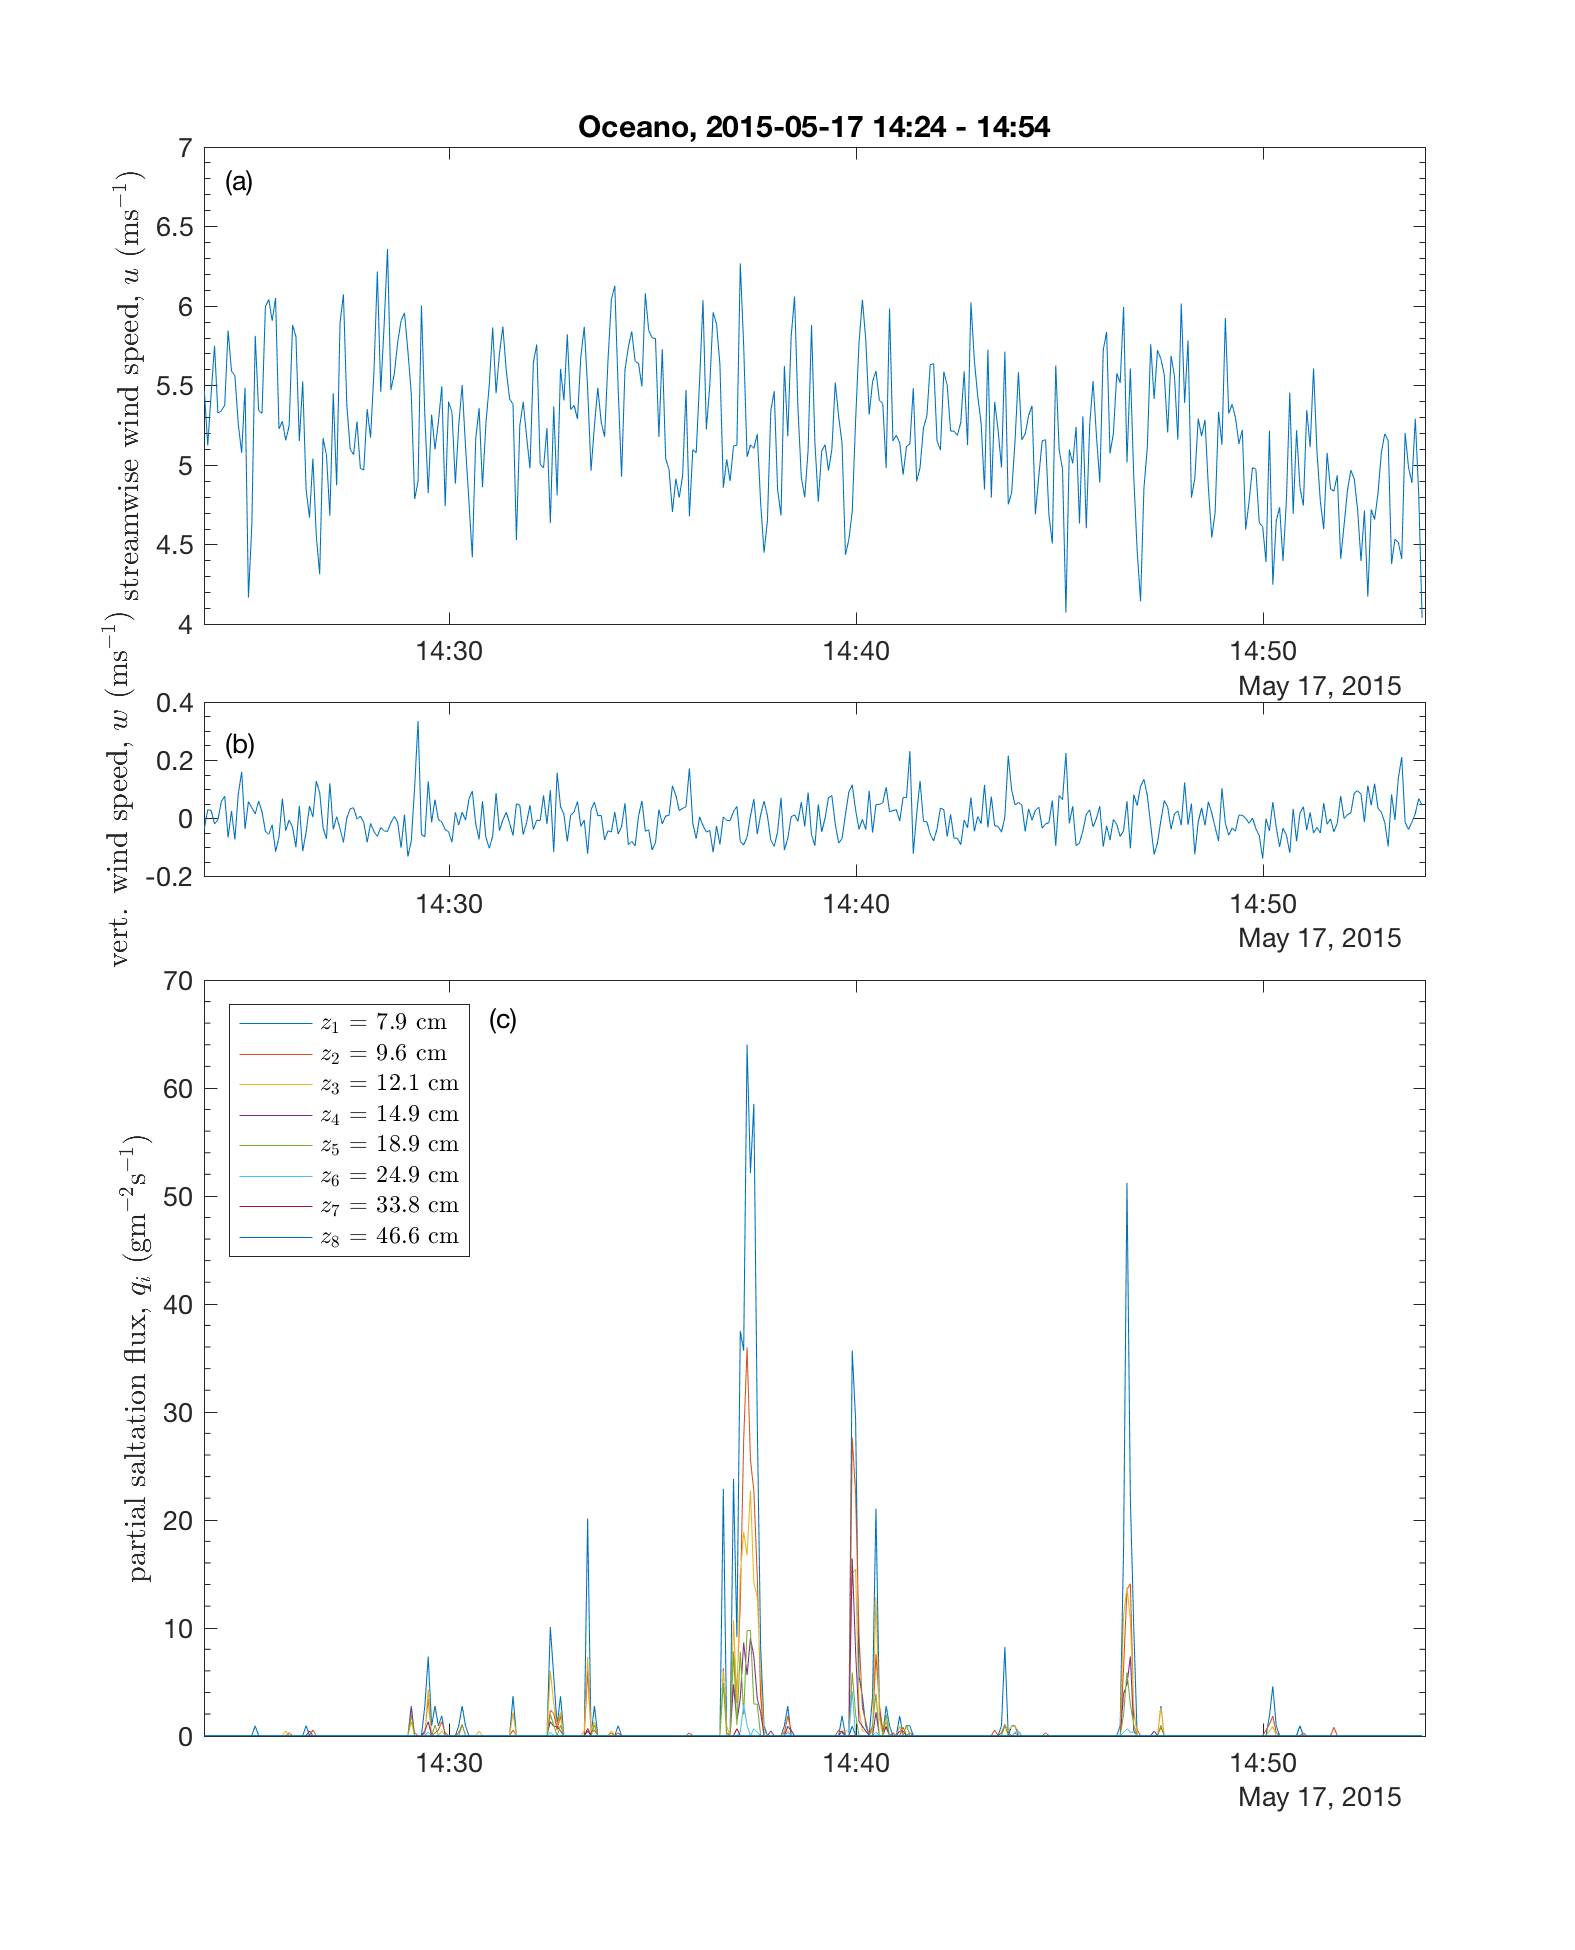 Oceano, 2015-05-17 14:24 - 14:54
(a)
streamwise wind speed, u (ms⁻¹)
7
6.5
6
5.5
5
4.5
4
14:30 14:40 14:50
May 17, 2015
(b)
vert. wind speed, w (ms⁻¹)
0.4
0.2
0
-0.2
14:30 14:40 14:50
May 17, 2015
(c)
partial saltation flux, qᵢ (gm⁻²s⁻¹)
70
60
50
40
30
20
10
0
z₁ = 7.9 cm
z₂ = 9.6 cm
z₃ = 12.1 cm
z₄ = 14.9 cm
z₅ = 18.9 cm
z₆ = 24.9 cm
z₇ = 33.8 cm
z₈ = 46.6 cm
14:30 14:40 14:50
May 17, 2015